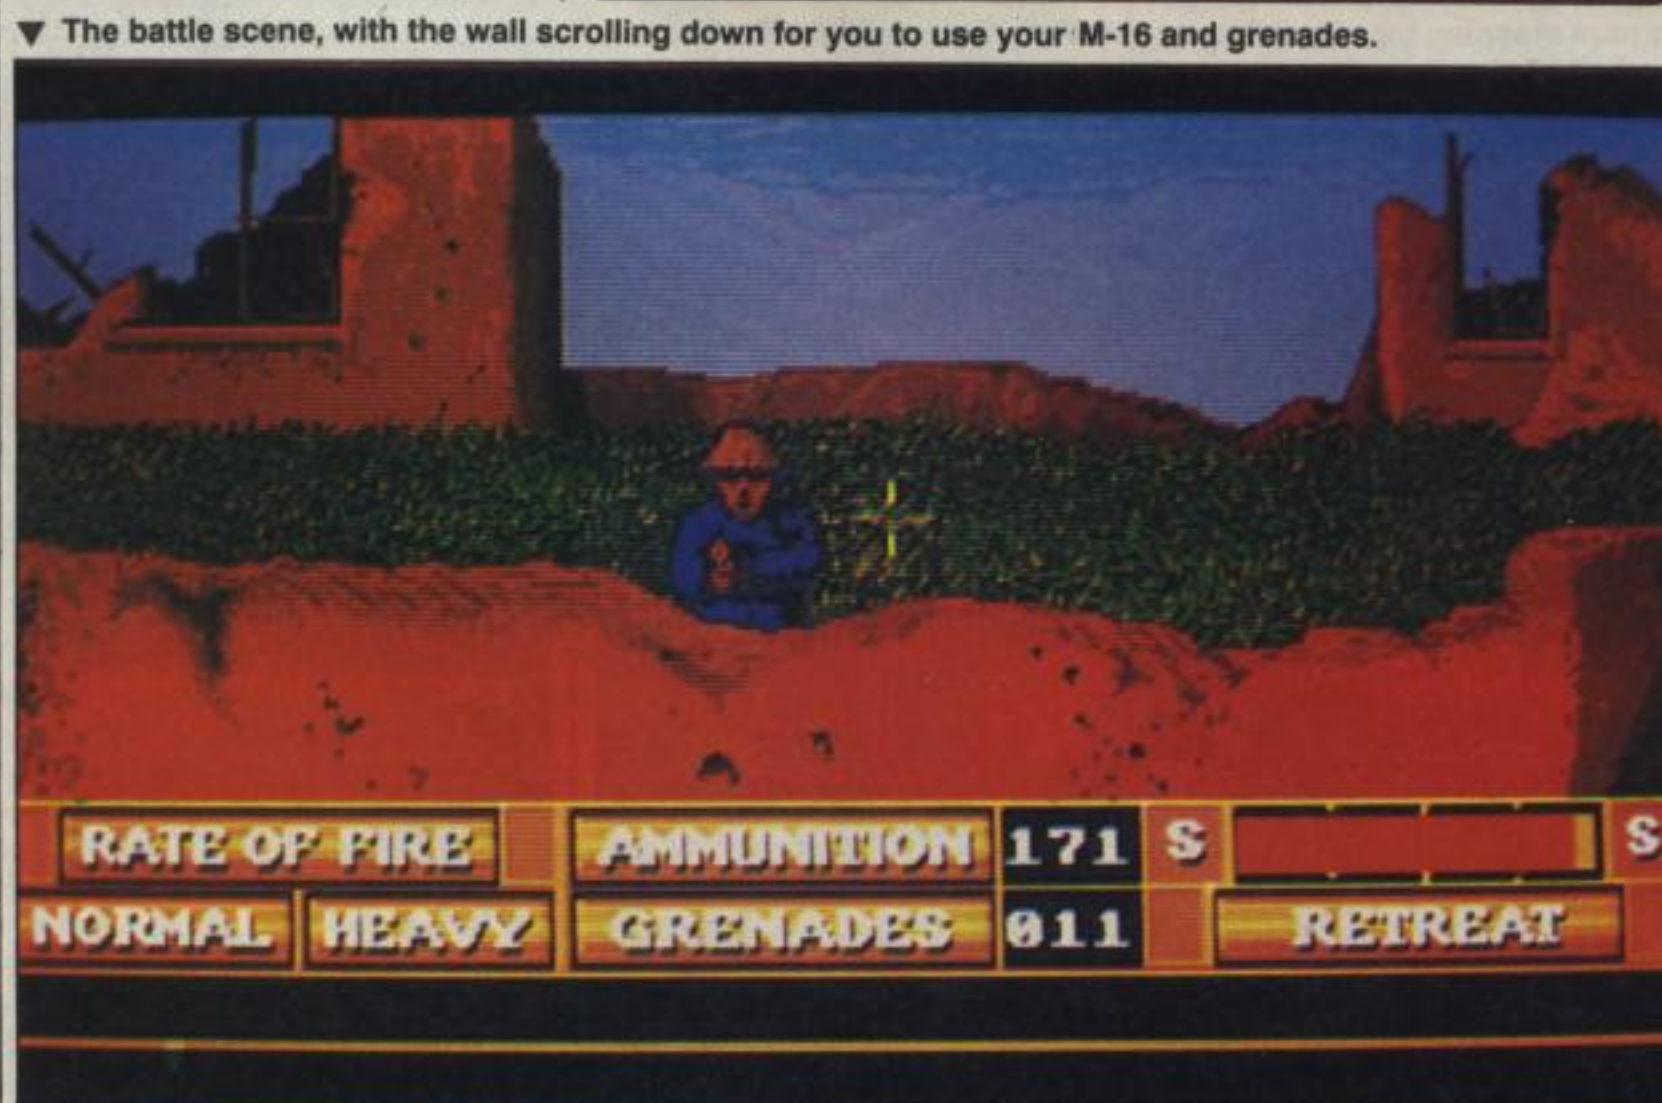 ▼ The battle scene, with the wall scrolling down for you to use your M-16 and grenades.
RATE OF FIRE AMMUNITION 171 S S
NORMAL HEAVY GRENADES 011 RETREAT